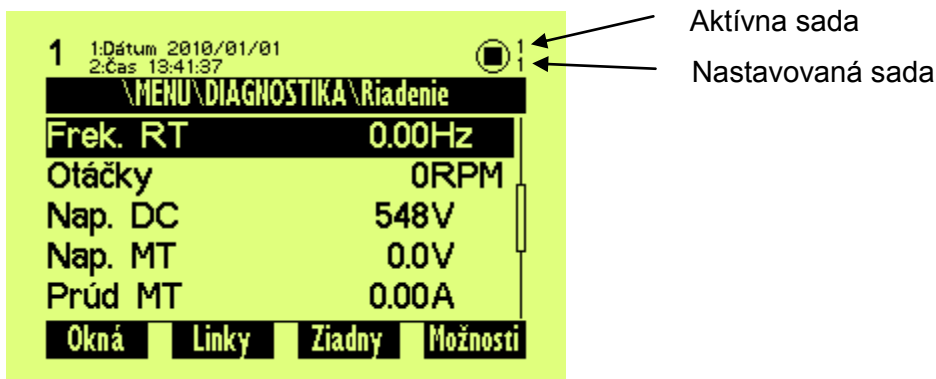 Aktívna sada
Nastavovaná sada
1 1:Dátum 2010/01/01 1
2:Čas 13:41:37 1
\MENU\DIAGNOSTIKA\Riadenie
Frek. RT 0.00Hz
Otáčky 0RPM
Nap. DC 548V
Nap. MT 0.0V
Prúd MT 0.00A
Okná Linky Ziadny Možnosti